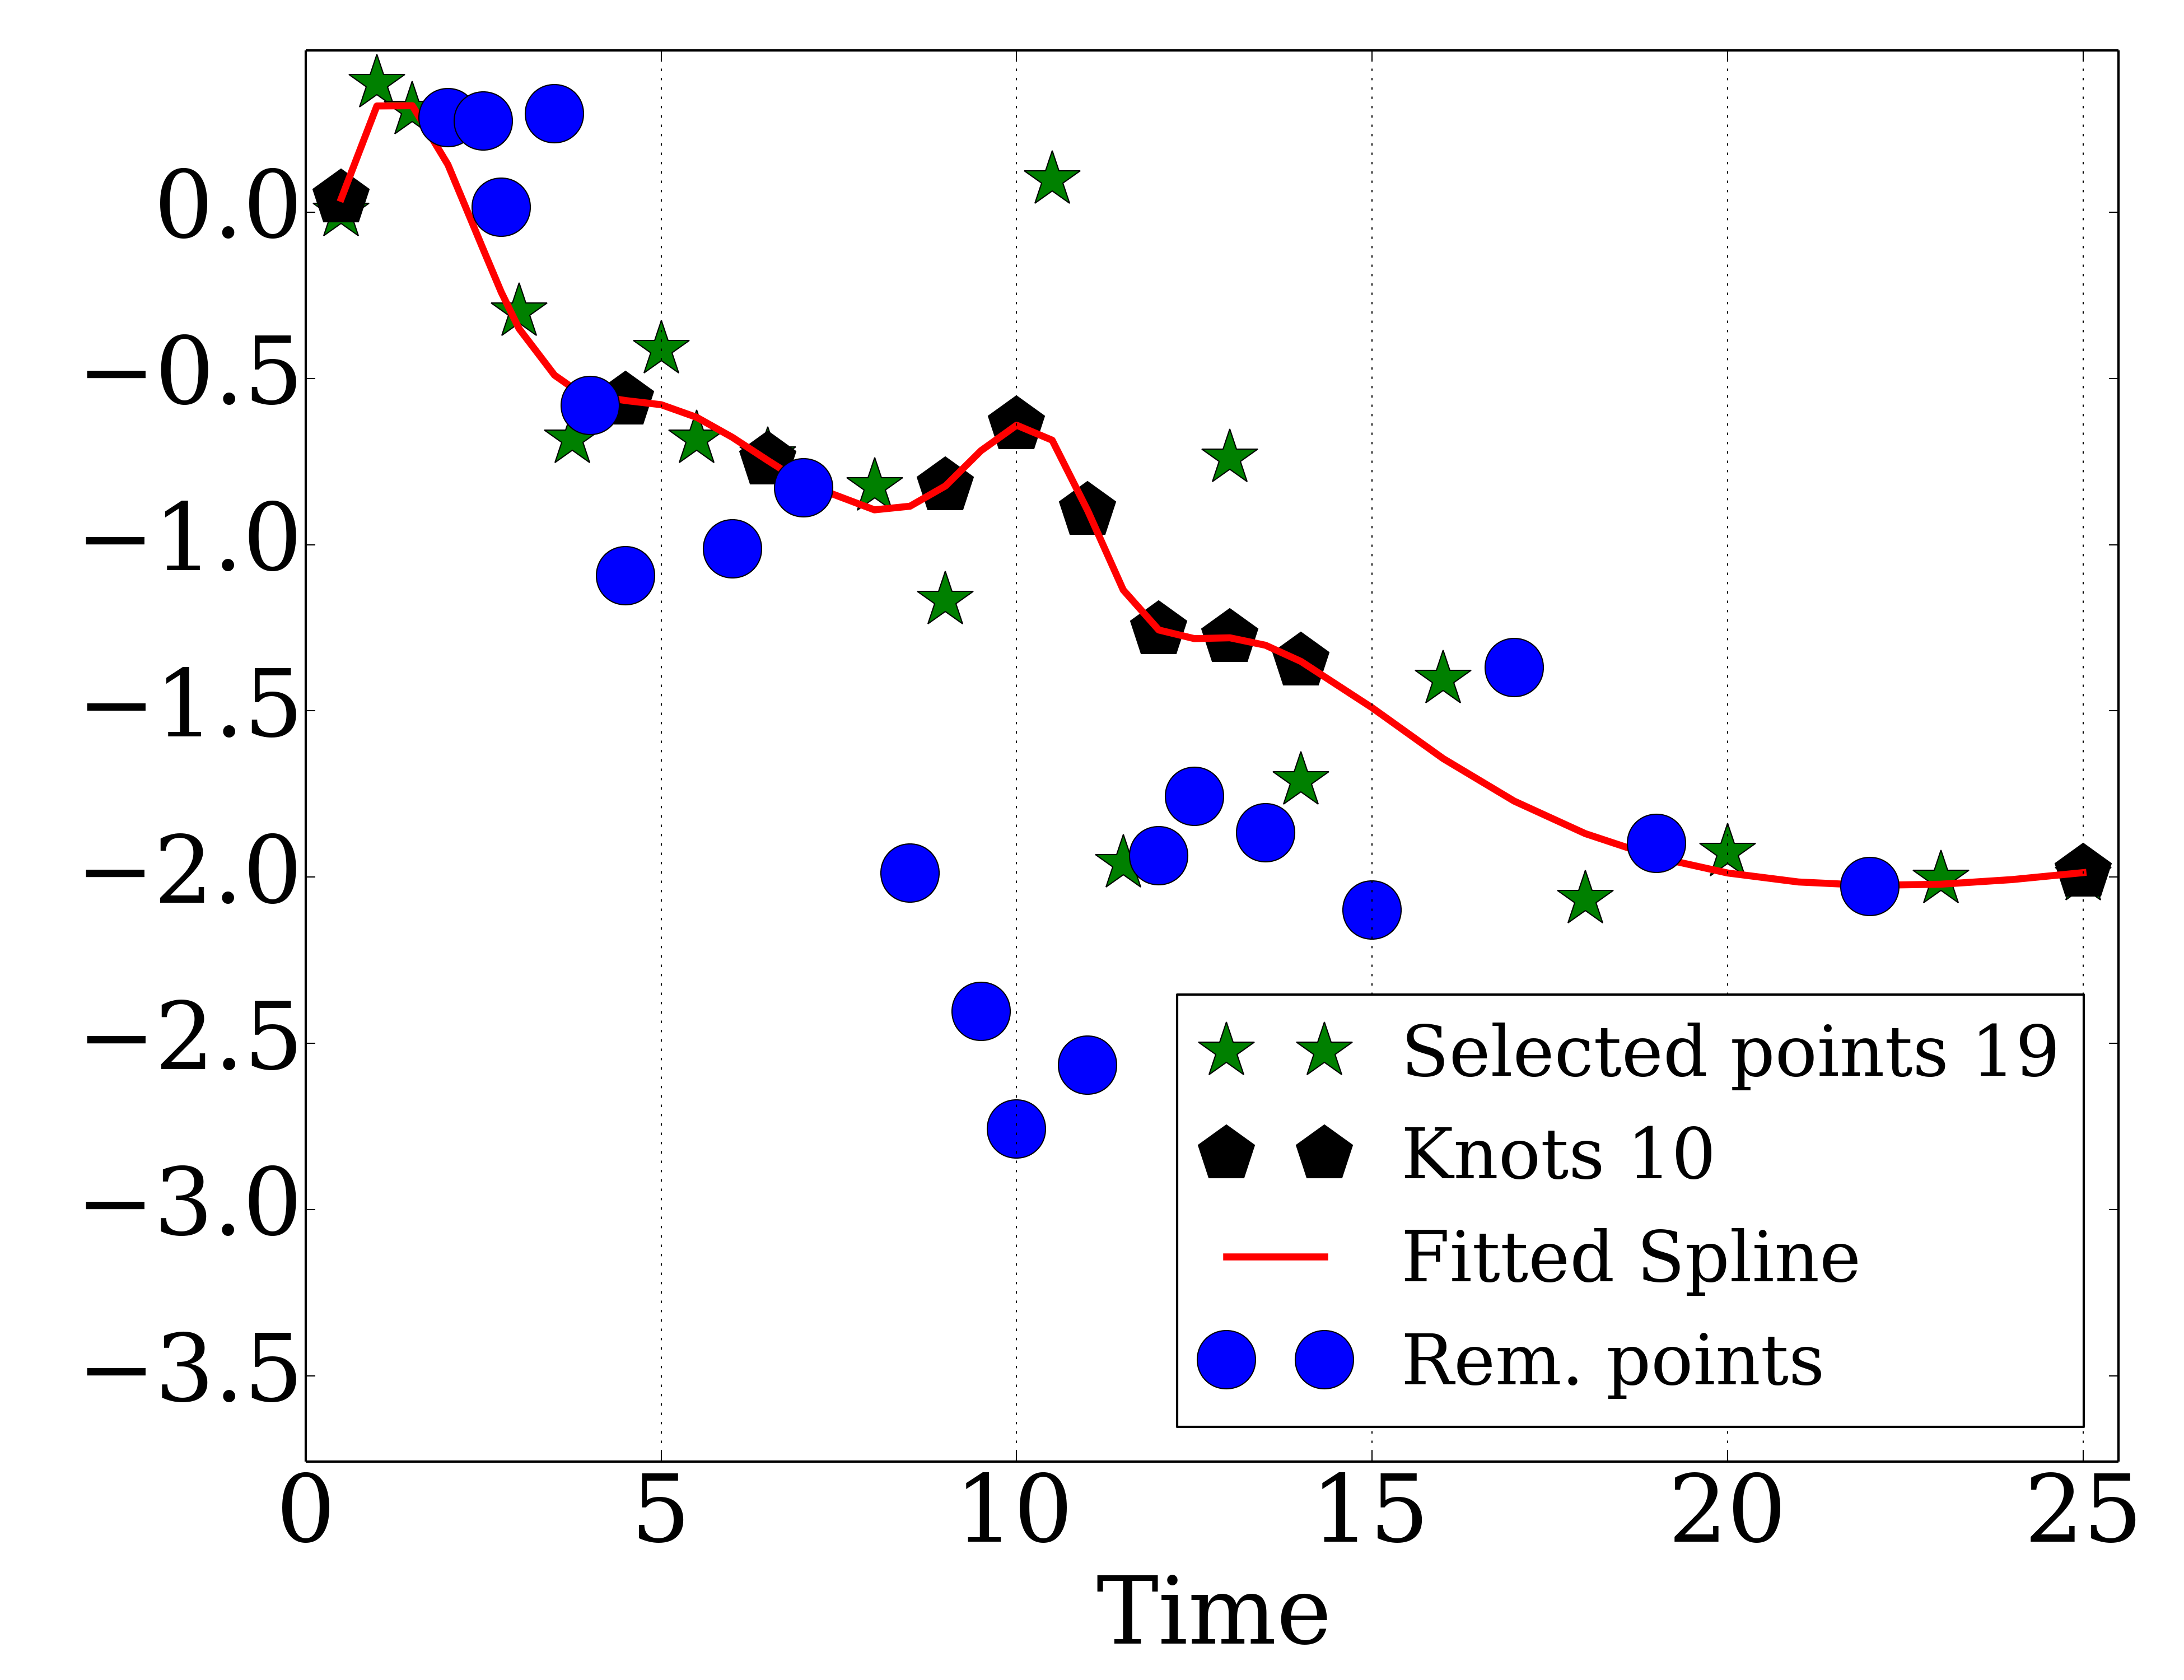 0.0
−0.5
−1.0
−1.5
−2.0
−2.5
−3.0
−3.5
Selected points 19
Knots 10
Fitted Spline
Rem. points
0 5 10 15 20 25
Time